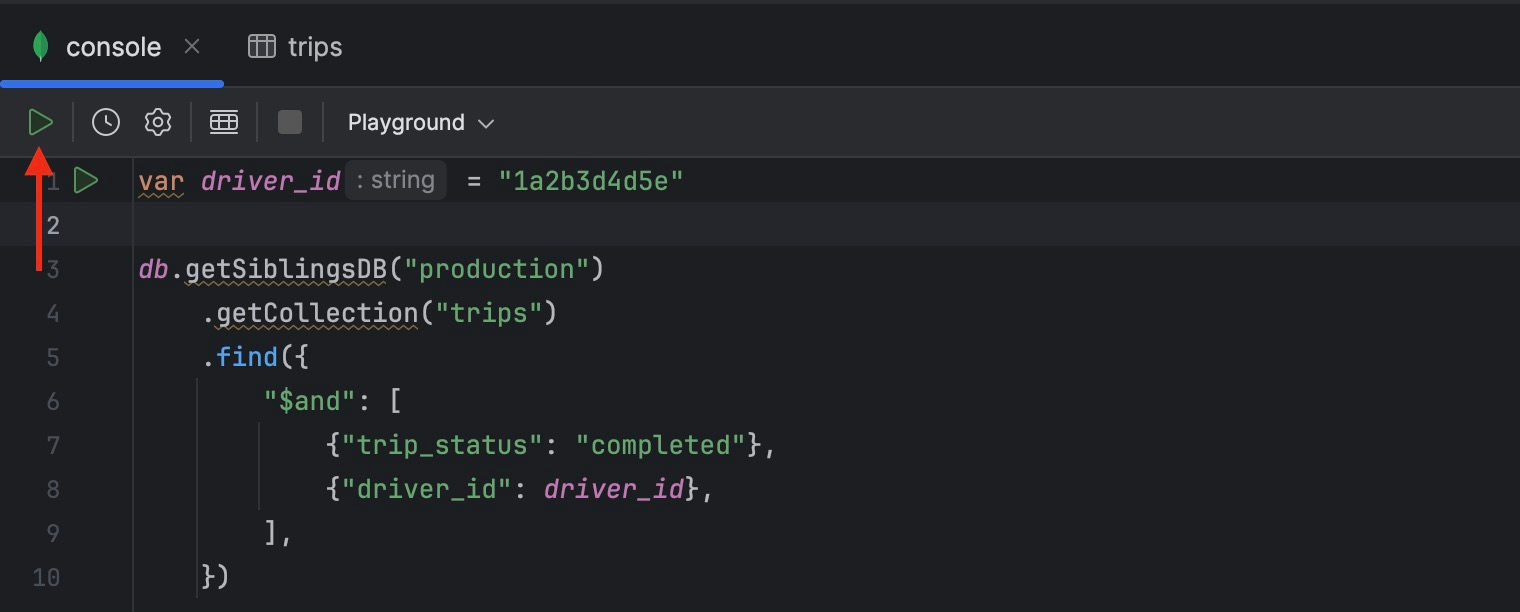 console trips
Playground
1 var driver_id : string = "1a2b3d4d5e"
2
3 db.getSiblingsDB("production")
4 .getCollection("trips")
5 .find({
6 "$and": [
7 {"trip_status": "completed"},
8 {"driver_id": driver_id},
9 ],
10 })